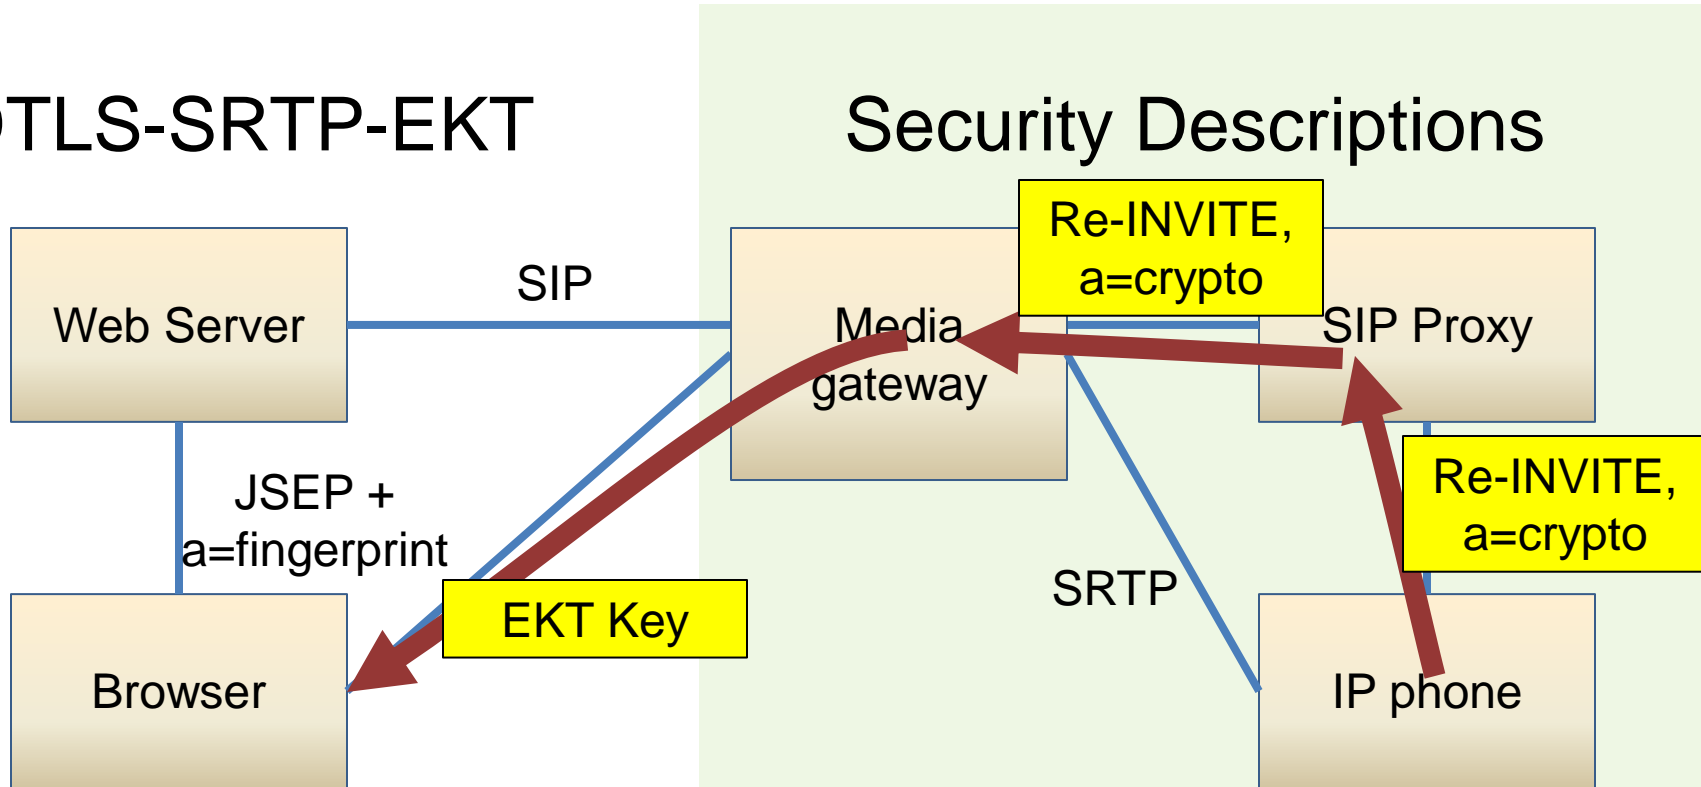 DTLS-SRTP-EKT
Security Descriptions
Re-INVITE,
a=crypto
SIP
Web Server
Media
gateway
SIP Proxy
JSEP +
a=fingerprint
Re-INVITE,
a=crypto
SRTP
EKT Key
Browser
IP phone